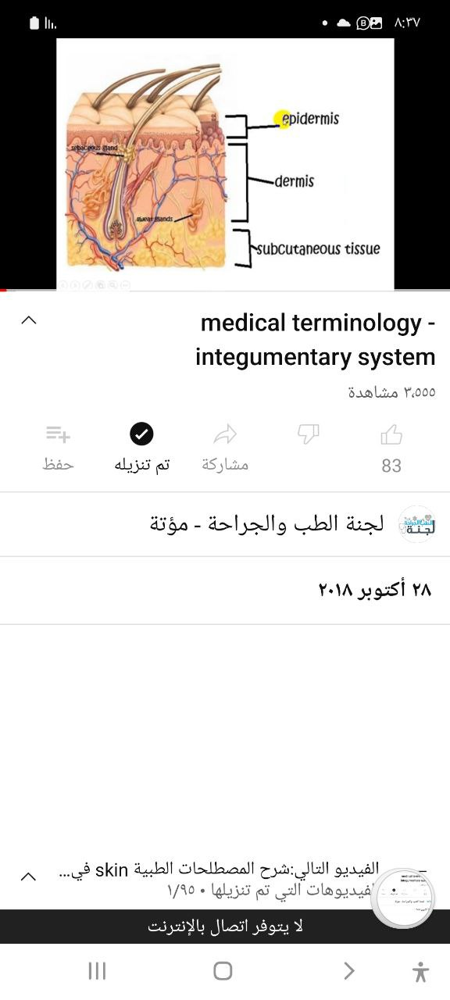 ٨:٣٧
epidermis
sebaceous gland
dermis
swear glands
subcutaneous tissue
medical terminology -
integumentary system
٣،٥٥٥ مشاهدة
83
مشاركة
تم تنزيله
حفظ
لجنة الطب والجراحة - مؤتة
٢٨ أكتوبر ٢٠١٨
الفيديو التالي:شرح المصطلحات الطبية skin في...
الفيديوهات التي تم تنزيلها • ١/٩٥
لا يتوفر اتصال بالإنترنت